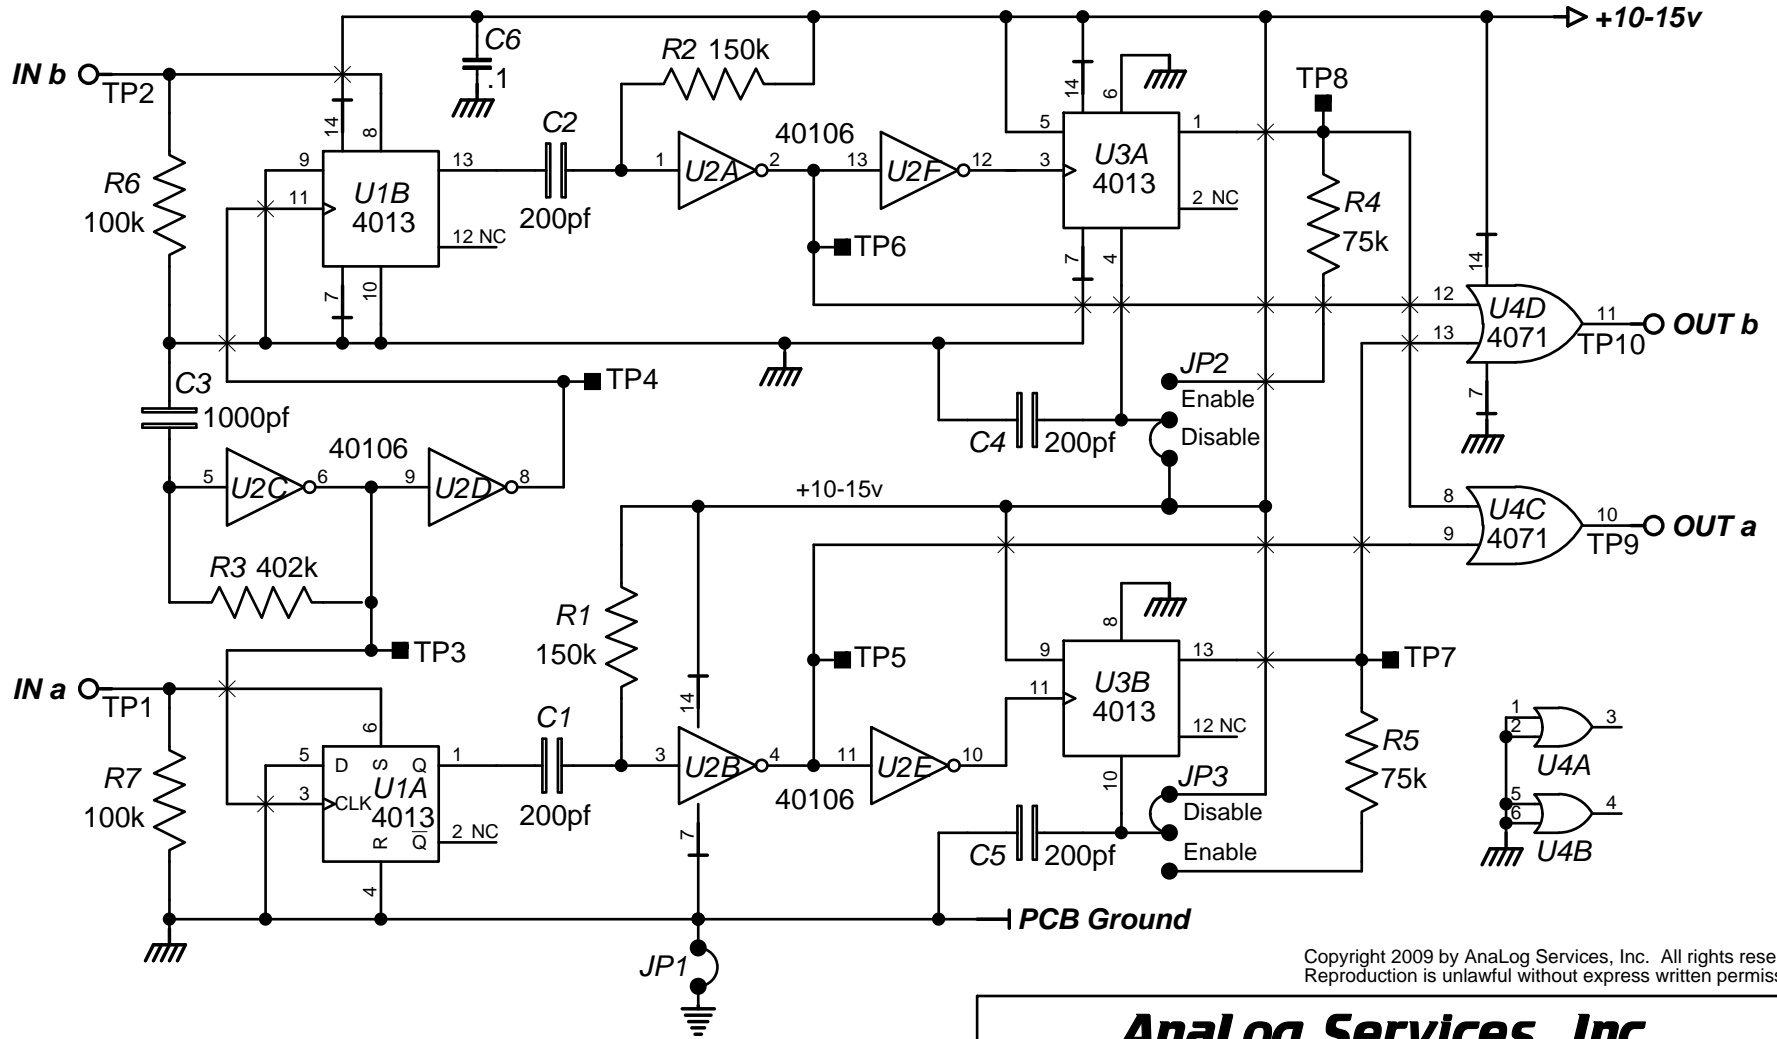 +10-15v
C6
.1
R2 150k
IN b
TP2
TP8
14
8
14
6
C2
40106
5
1
9
13
1
2
13
12
3
R6
100k
U1B
4013
U2A
U2F
U3A
4013
R4
75k
11
200pf
2 NC
12 NC
TP6
7
10
7
4
14
12
U4D
4071
11
OUT b
13
TP10
JP2
Enable
C3
1000pf
TP4
7
C4
200pf
Disable
40106
5
U2C
6
9
U2D
8
+10-15v
8
U4C
4071
10
OUT a
9
TP9
R3 402k
R1
150k
8
TP3
TP5
9
13
TP7
IN a
TP1
14
11
U3B
4013
6
C1
12 NC
1
2
3
U4A
R5
75k
5
D
S
Q
1
3
U2B
4
11
U2E
10
R7
100k
U1A
3
CLK
4013
200pf
40106
10
JP3
Disable
5
6
4
U4B
R
Q
2 NC
7
C5
200pf
Enable
4
PCB Ground
JP1
Copyright 2009 by AnaLog Services, Inc. All rights rese
Reproduction is unlawful without express written permiss
AnaLog Services, Inc